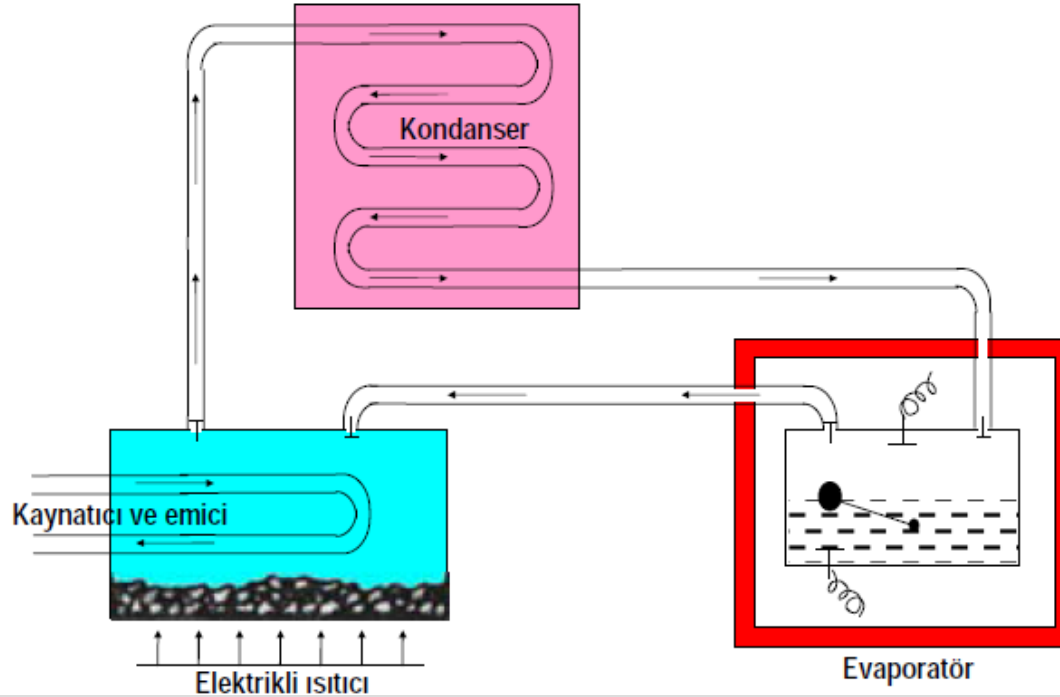 Kondanser
Kaynatıcı ve emici
Evaporatör
Elektrikli ısıtıcı